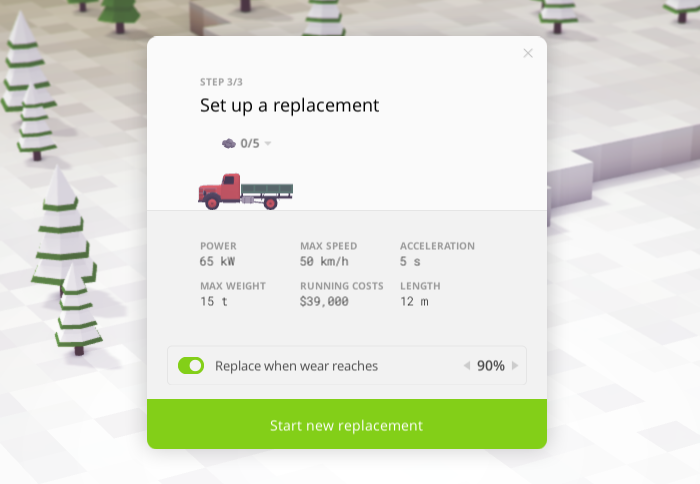 STEP 3/3
Set up a replacement
0/5
POWER MAX SPEED ACCELERATION
65 kW 50 km/h 5 s
MAX WEIGHT RUNNING COSTS LENGTH
15 t $39,000 12 m
Replace when wear reaches 90%
Start new replacement